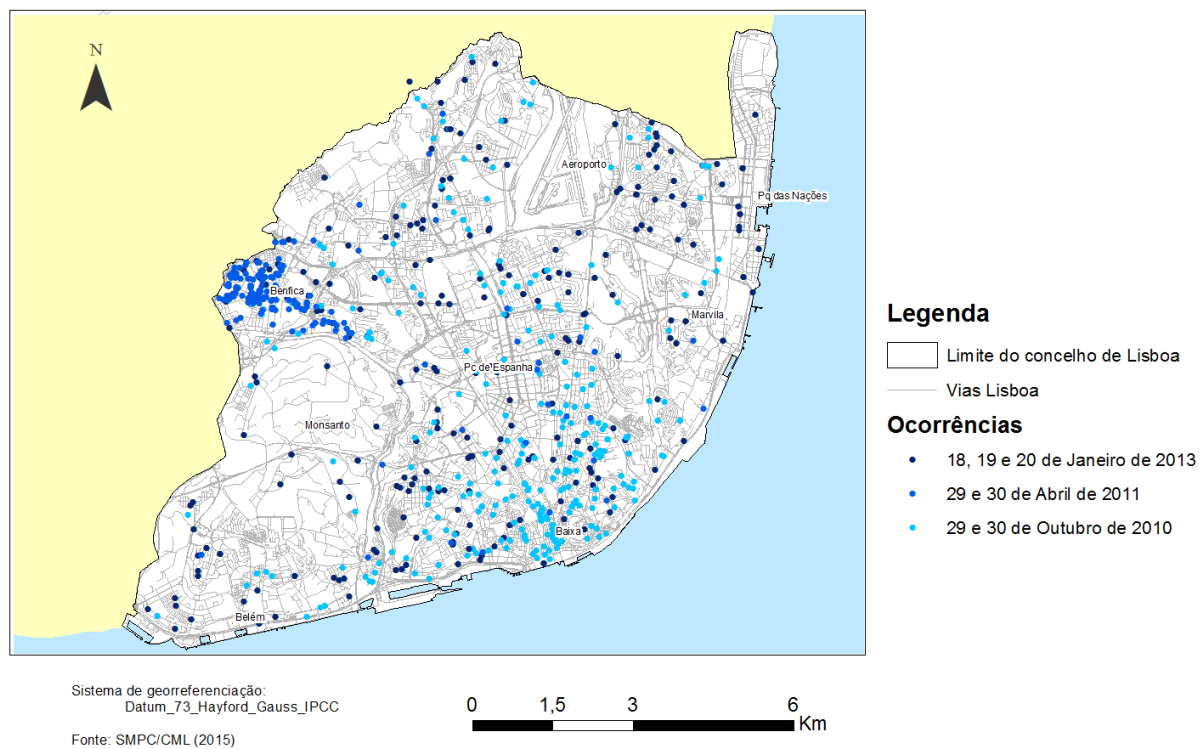 N
Aeroporto
Pq das Nações
Benfica
Marvila
Pc de Espanha
Monsanto
Baixa
Belém
Legenda
Limite do concelho de Lisboa
Vias Lisboa
Ocorrências
18, 19 e 20 de Janeiro de 2013
29 e 30 de Abril de 2011
29 e 30 de Outubro de 2010
Sistema de georreferenciação:
Datum_73_Hayford_Gauss_IPCC
Fonte: SMPC/CML (2015)
0 1,5 3 6
Km